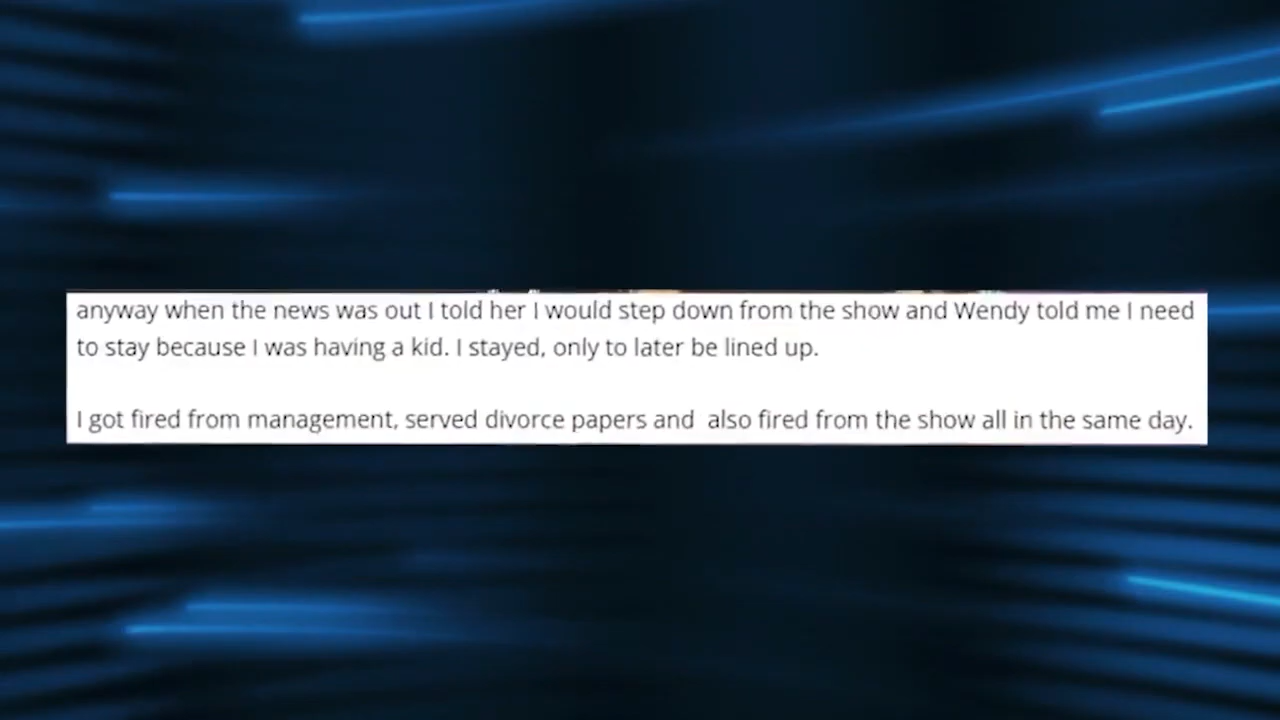 anyway when the news was out I told her I would step down from the show and Wendy told me I need
to stay because I was having a kid. I stayed, only to later be lined up.
I got fired from management, served divorce papers and  also fired from the show all in the same day.